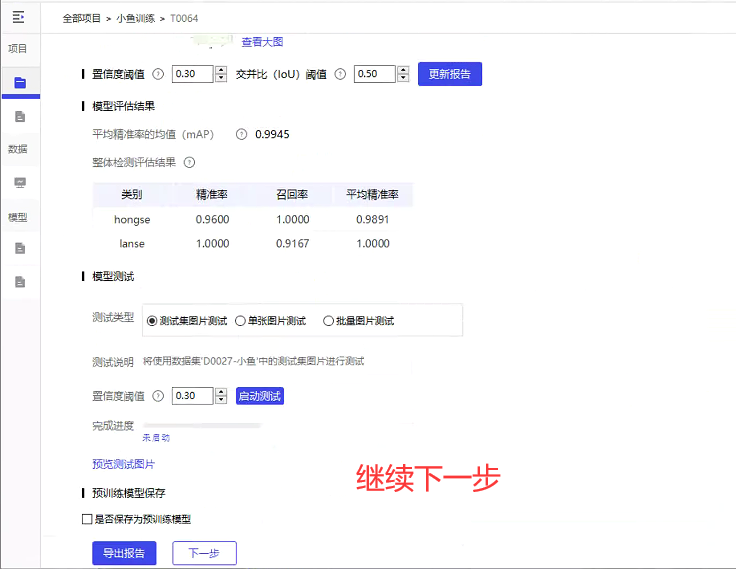 全部项目 > 小鱼训练 > T0064
项目
查看大图
置信度阈值 ? 0.30 交并比（IoU）阈值 ? 0.50 更新报告
模型评估结果
平均精准率的均值（mAP） ? 0.9945
数据
整体检测评估结果 ?
类别 精准率 召回率 平均精准率
模型
hongse 0.9600 1.0000 0.9891
lanse 1.0000 0.9167 1.0000
模型测试
测试类型 测试集图片测试 单张图片测试 批量图片测试
测试说明 将使用数据集'D0027-小鱼'中的测试集图片进行测试
置信度阈值 ? 0.30 启动测试
完成进度
未启动
预览测试图片
继续下一步
预训练模型保存
是否保存为预训练模型
导出报告 下一步